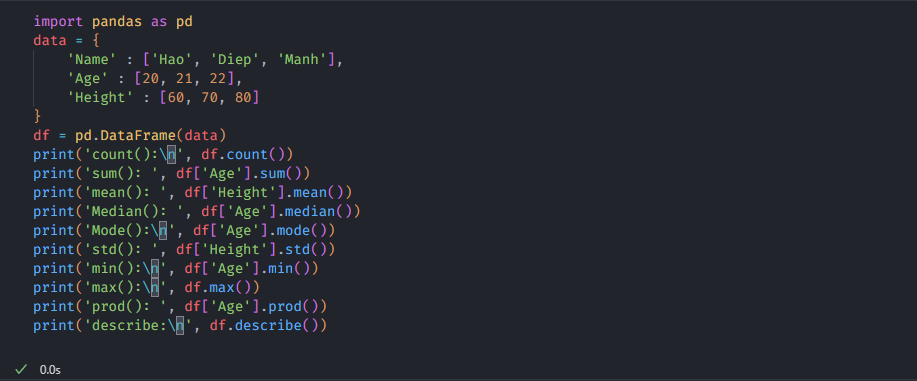 import pandas as pd
data = {
    'Name' : ['Hao', 'Diep', 'Manh'],
    'Age' : [20, 21, 22],
    'Height' : [60, 70, 80]
}
df = pd.DataFrame(data)
print('count():\n', df.count())
print('sum(): ', df['Age'].sum())
print('mean(): ', df['Height'].mean())
print('Median(): ', df['Age'].median())
print('Mode():\n', df['Age'].mode())
print('std(): ', df['Height'].std())
print('min():\n', df['Age'].min())
print('max():\n', df.max())
print('prod(): ', df['Age'].prod())
print('describe:\n', df.describe())
0.0s